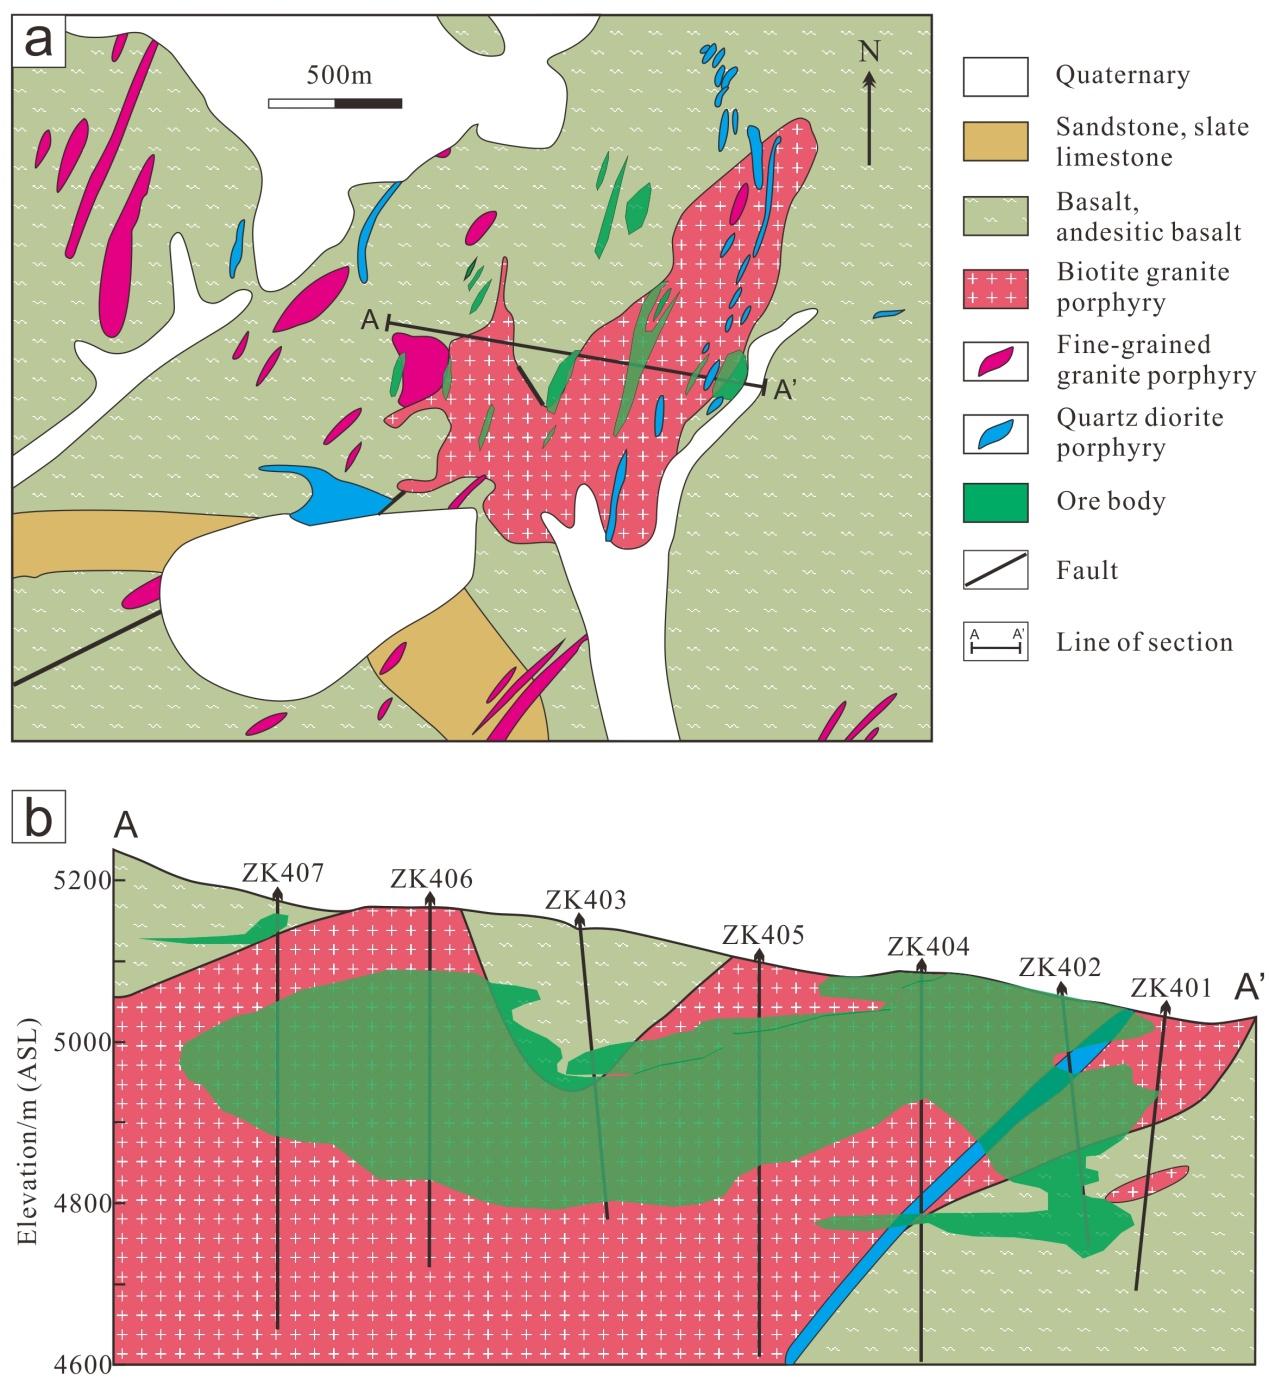 a
500m
N
A
A'
Quaternary
Sandstone, slate
limestone
Basalt,
andesitic basalt
Biotite granite
porphyry
Fine-grained
granite porphyry
Quartz diorite
porphyry
Ore body
Fault
A A'
Line of section
b
A
ZK407
ZK406
ZK403
ZK405
ZK404
ZK402
ZK401
A'
5200
5000
4800
4600
Elevation/m (ASL)